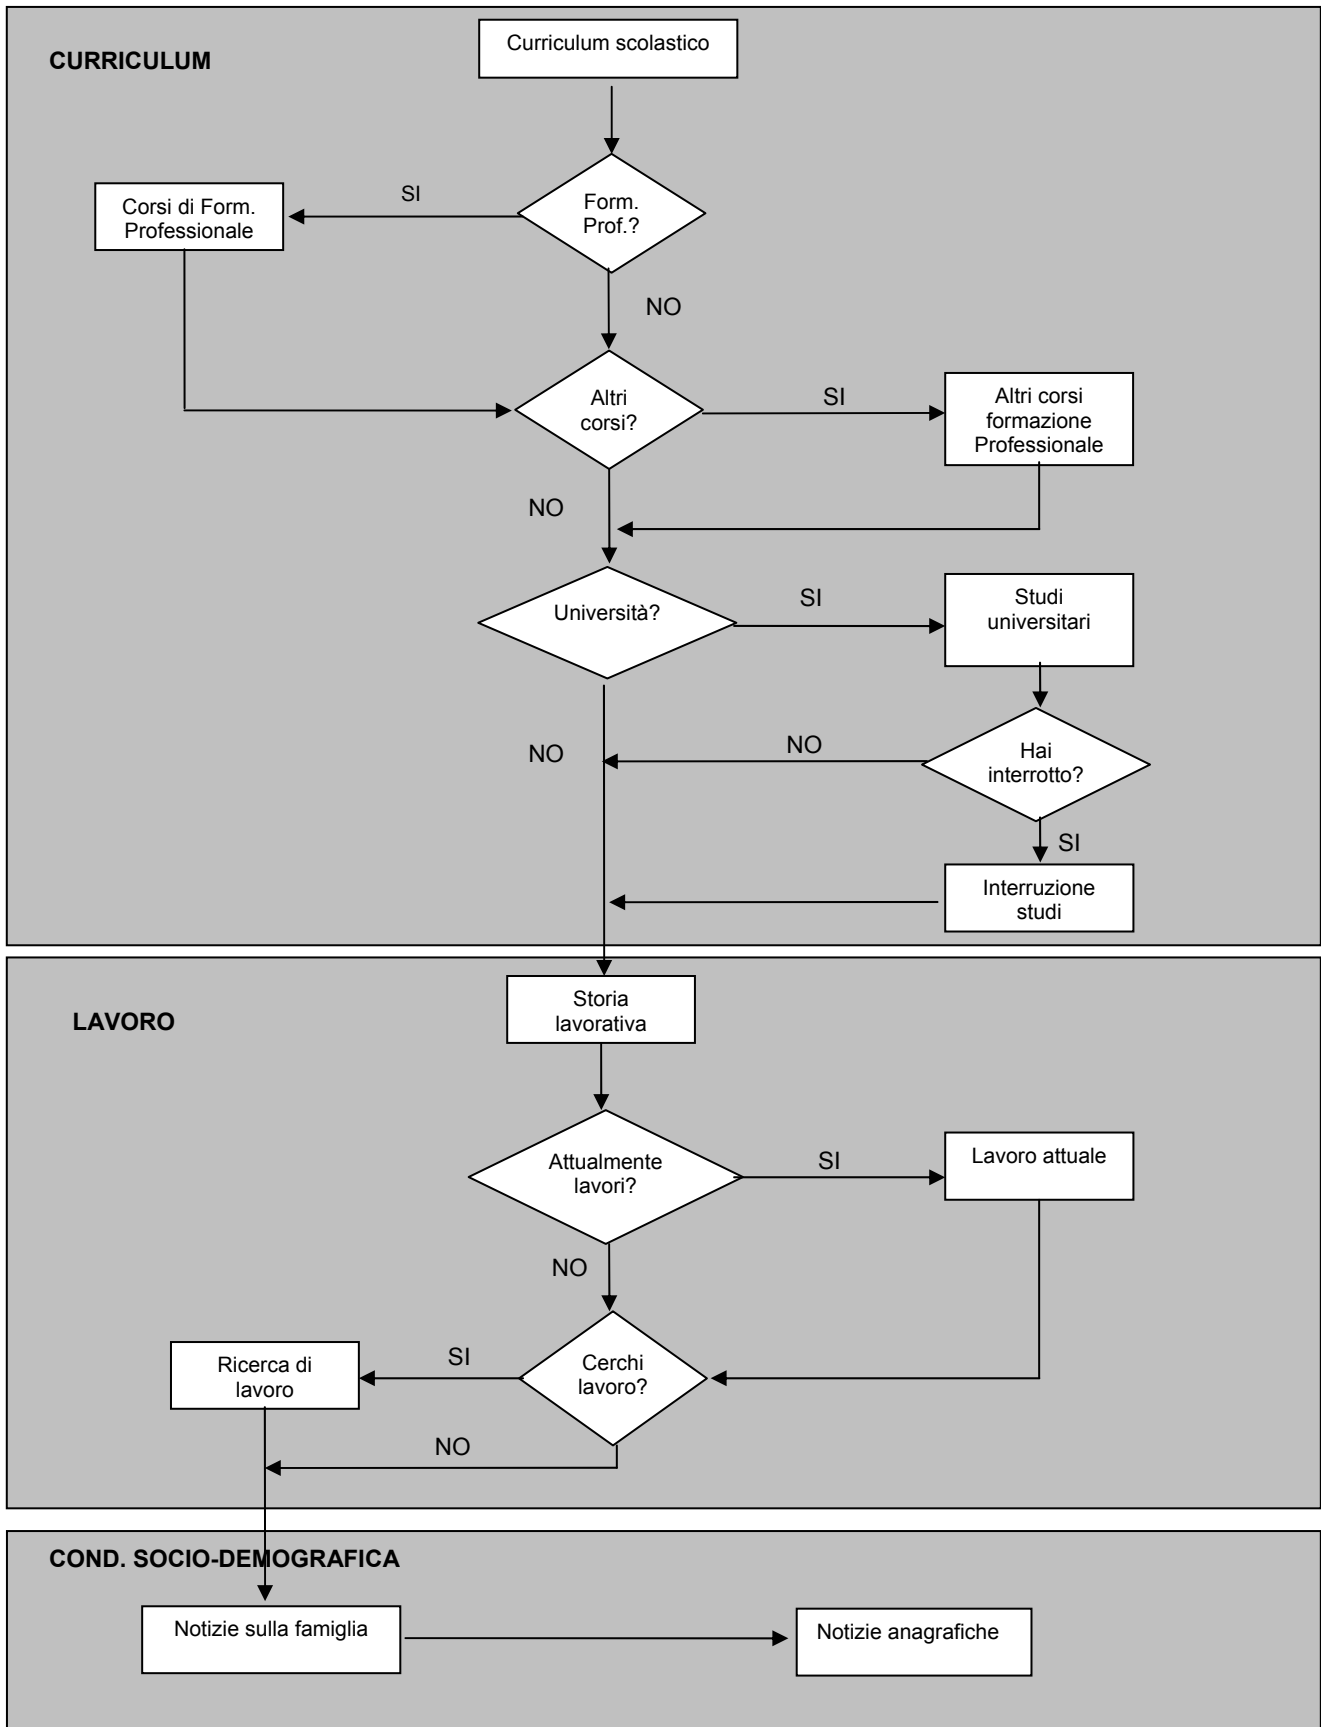 CURRICULUM
Curriculum scolastico
Form.
Prof.?
SI
Corsi di Form.
Professionale
NO
Altri
corsi?
SI
Altri corsi
formazione
Professionale
NO
Università?
SI
Studi
universitari
NO
NO
Hai
interrotto?
SI
Interruzione
studi
LAVORO
Storia
lavorativa
Attualmente
lavori?
SI
Lavoro attuale
NO
Cerchi
lavoro?
SI
Ricerca di
lavoro
NO
COND. SOCIO-DEMOGRAFICA
Notizie sulla famiglia
Notizie anagrafiche